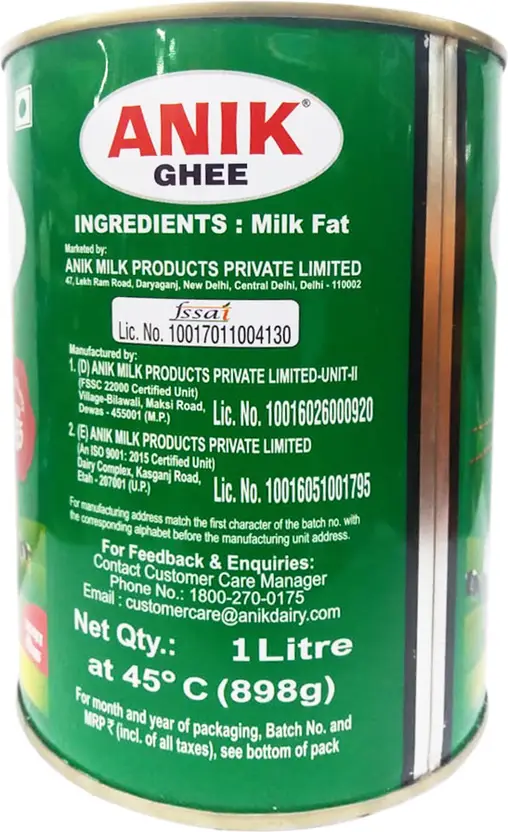 ANIK®
GHEE
INGREDIENTS : Milk Fat
Marketed by:
ANIK MILK PRODUCTS PRIVATE LIMITED
47, Lekh Ram Road, Daryaganj, New Delhi, Central Delhi, Delhi - 110002
fssai
Lic. No. 10017011004130
Manufactured by:
1. (D) ANIK MILK PRODUCTS PRIVATE LIMITED-UNIT-II
(FSSC 22000 Certified Unit)
Village-Bilawali, Maksi Road,
Dewas - 455001 (M.P.)
Lic. No. 10016026000920
2. (E) ANIK MILK PRODUCTS PRIVATE LIMITED
(An ISO 9001: 2015 Certified Unit)
Dairy Complex, Kasganj Road,
Etah - 207001 (U.P.)
Lic. No. 10016051001795
For manufacturing address match the first character of the batch no. with
the corresponding alphabet before the manufacturing unit address.
For Feedback & Enquiries:
Contact Customer Care Manager
Phone No.: 1800-270-0175
Email : customercare@anikdairy.com
Net Qty.: 1 Litre
at 45° C (898g)
For month and year of packaging, Batch No. and
MRP ₹ (incl. of all taxes), see bottom of pack